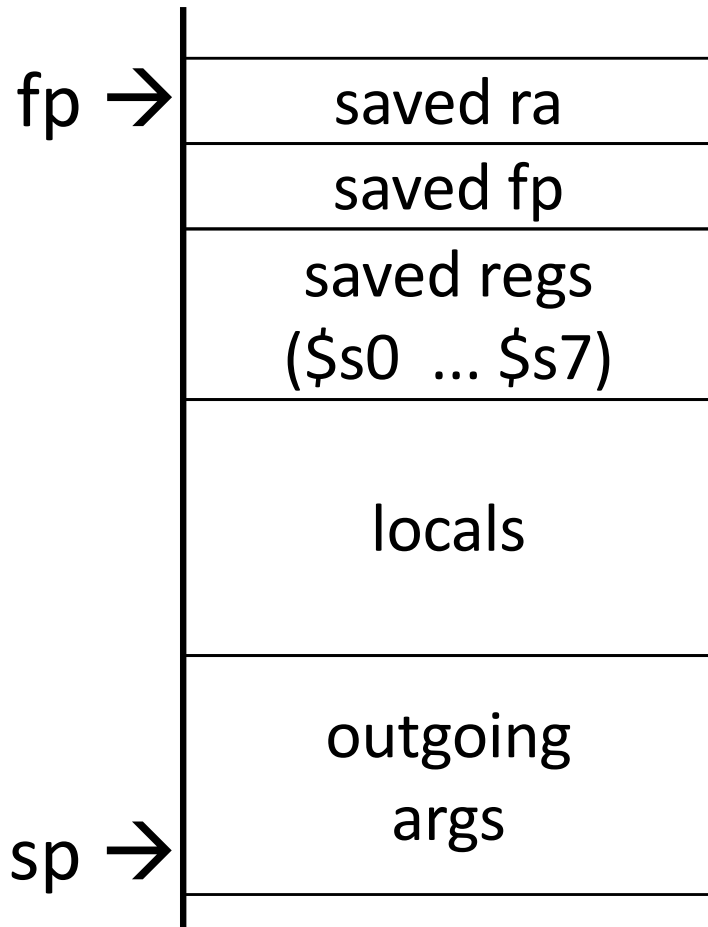 fp → saved ra
saved fp
saved regs
($s0 ... $s7)
locals
outgoing
args
sp →